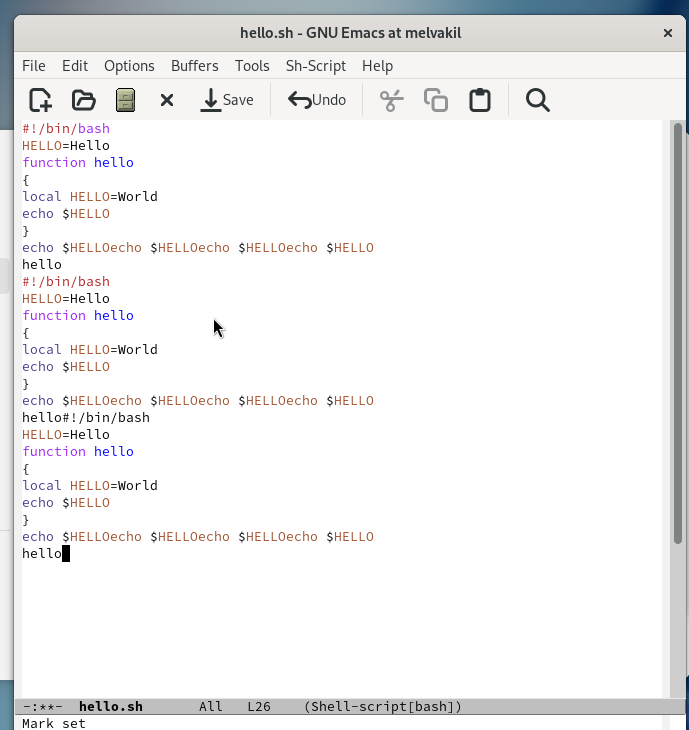 hello.sh - GNU Emacs at melvakil
File Edit Options Buffers Tools Sh-Script Help
Save Undo
#!/bin/bash
HELLO=Hello
function hello
{
local HELLO=World
echo $HELLO
}
echo $HELLOecho $HELLOecho $HELLOecho $HELLO
hello
#!/bin/bash
HELLO=Hello
function hello
{
local HELLO=World
echo $HELLO
}
echo $HELLOecho $HELLOecho $HELLOecho $HELLO
hello#!/bin/bash
HELLO=Hello
function hello
{
local HELLO=World
echo $HELLO
}
echo $HELLOecho $HELLOecho $HELLOecho $HELLO
hello
-:**- hello.sh All L26 (Shell-script[bash])
Mark set